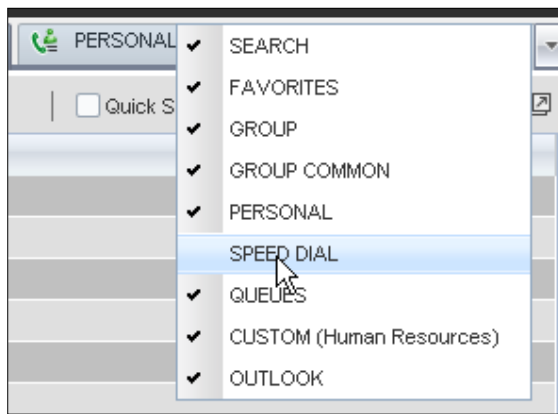 PERSONAL
Quick S
SEARCH
FAVORITES
GROUP
GROUP COMMON
PERSONAL
SPEED DIAL
QUEUES
CUSTOM (Human Resources)
OUTLOOK